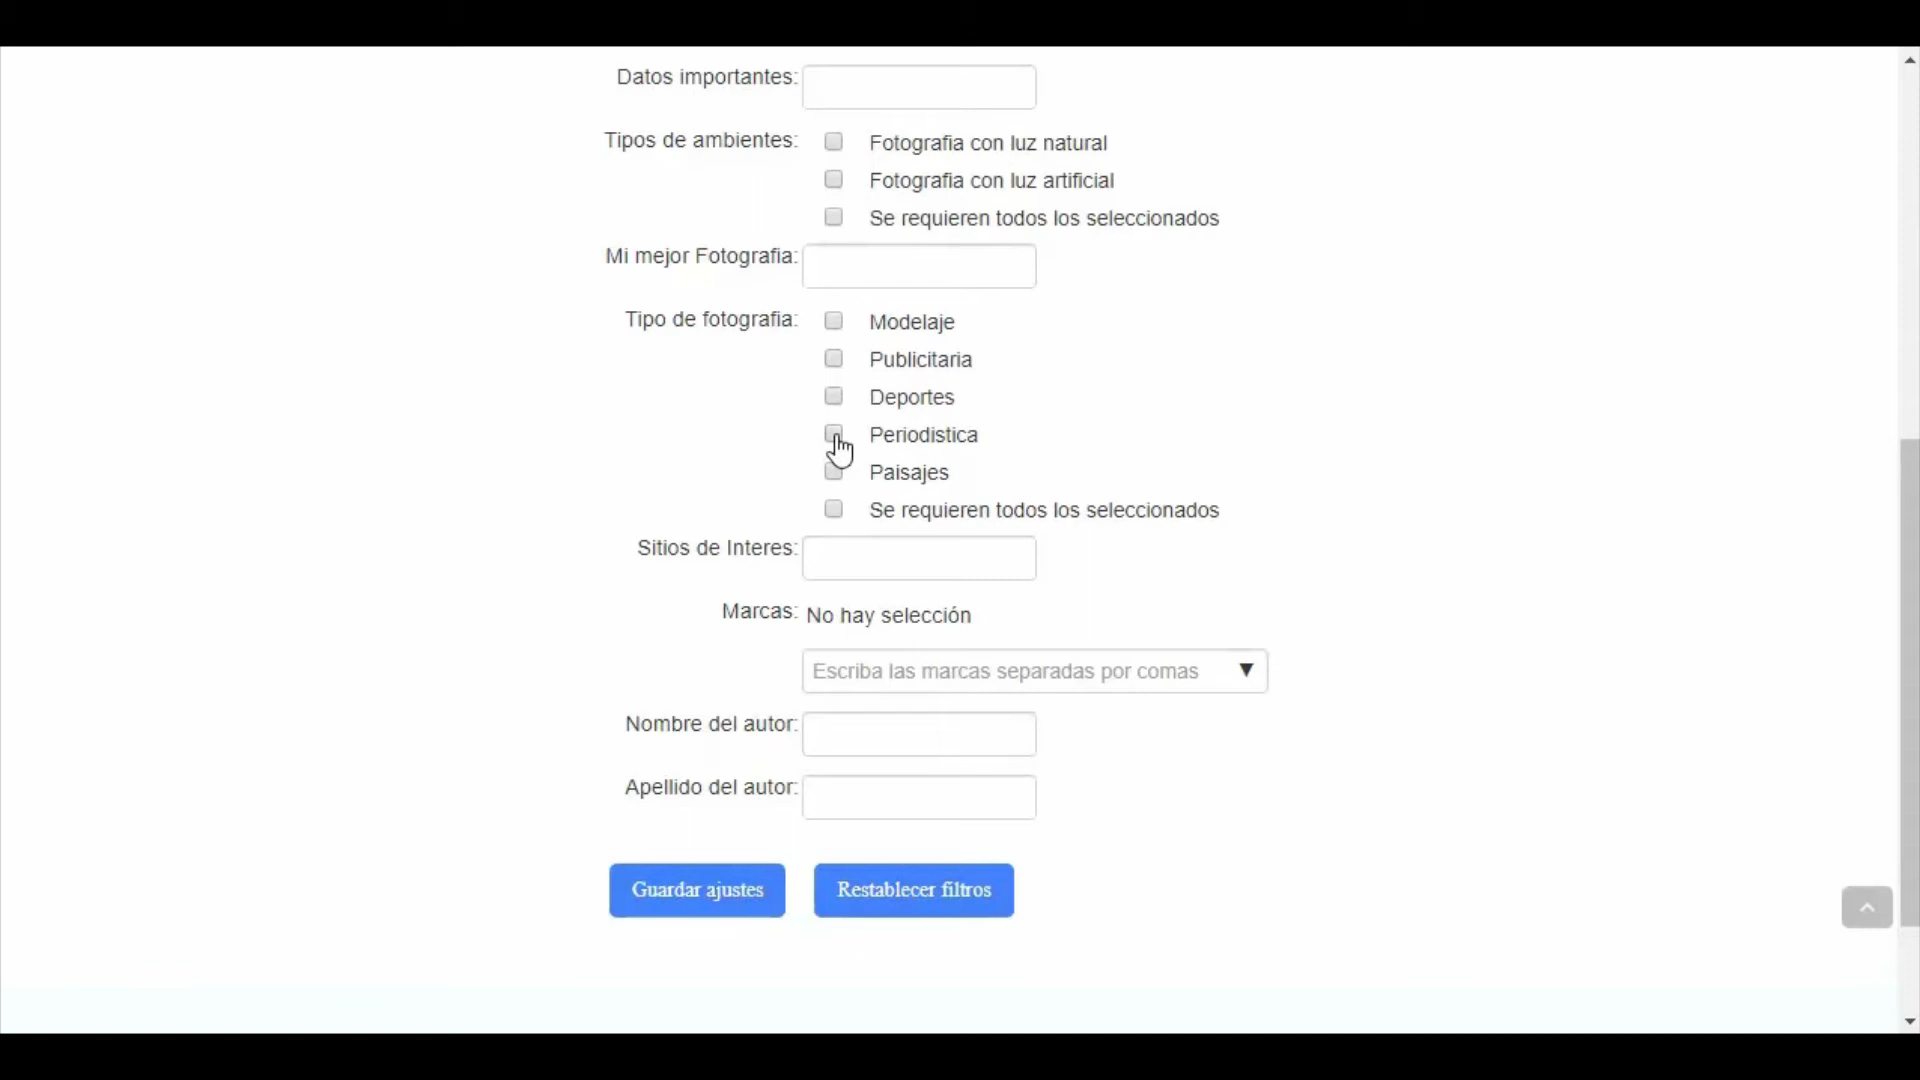 Datos importantes:
Tipos de ambientes:
Fotografia con luz natural
Fotografia con luz artificial
Se requieren todos los seleccionados
Mi mejor Fotografia:
Tipo de fotografia:
Modelaje
Publicitaria
Deportes
Periodistica
Paisajes
Se requieren todos los seleccionados
Sitios de Interes:
Marcas: No hay selección
Escriba las marcas separadas por comas ▼
Nombre del autor:
Apellido del autor:
Guardar ajustes Restablecer filtros